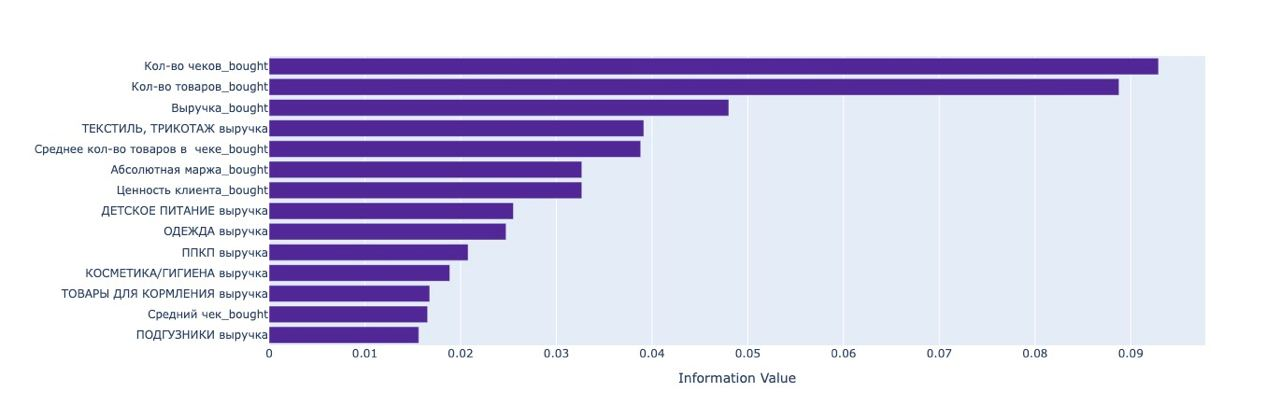 Кол-во чеков_bought
Кол-во товаров_bought
Выручка_bought
ТЕКСТИЛЬ, ТРИКОТАЖ выручка
Среднее кол-во товаров в  чеке_bought
Абсолютная маржа_bought
Ценность клиента_bought
ДЕТСКОЕ ПИТАНИЕ выручка
ОДЕЖДА выручка
ППКП выручка
КОСМЕТИКА/ГИГИЕНА выручка
ТОВАРЫ ДЛЯ КОРМЛЕНИЯ выручка
Средний чек_bought
ПОДГУЗНИКИ выручка
0 0.01 0.02 0.03 0.04 0.05 0.06 0.07 0.08 0.09
Information Value